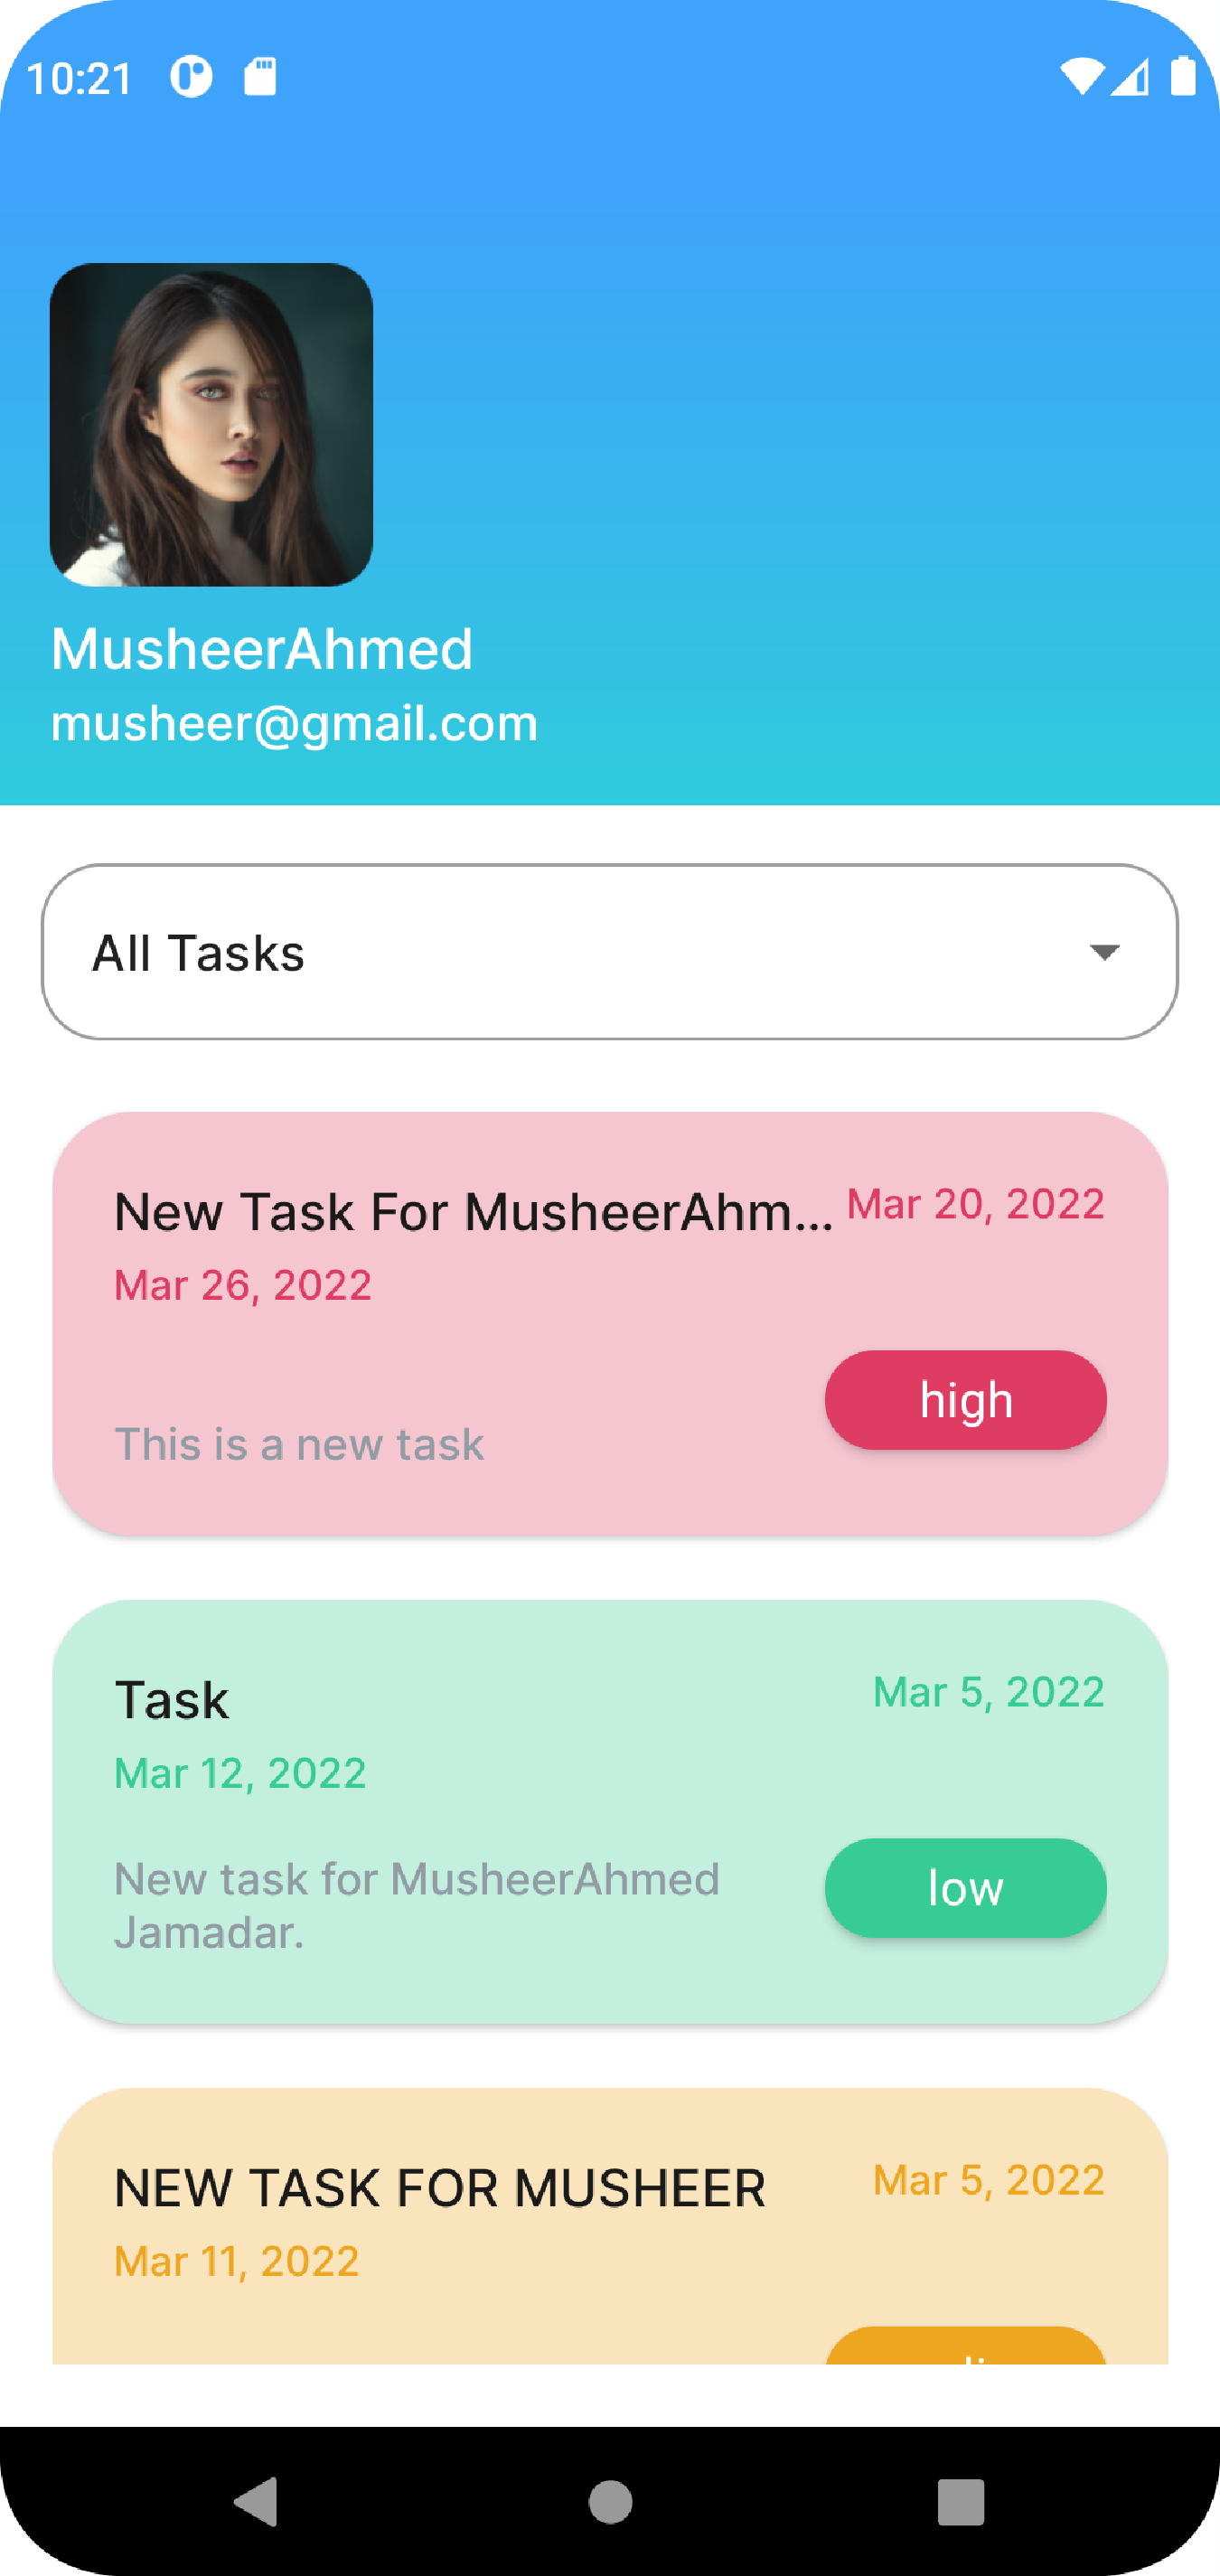 10:21
MusheerAhmed
musheer@gmail.com
All Tasks
New Task For MusheerAhm... Mar 20, 2022
Mar 26, 2022
high
This is a new task
Task Mar 5, 2022
Mar 12, 2022
New task for MusheerAhmed
Jamadar.
low
NEW TASK FOR MUSHEER Mar 5, 2022
Mar 11, 2022